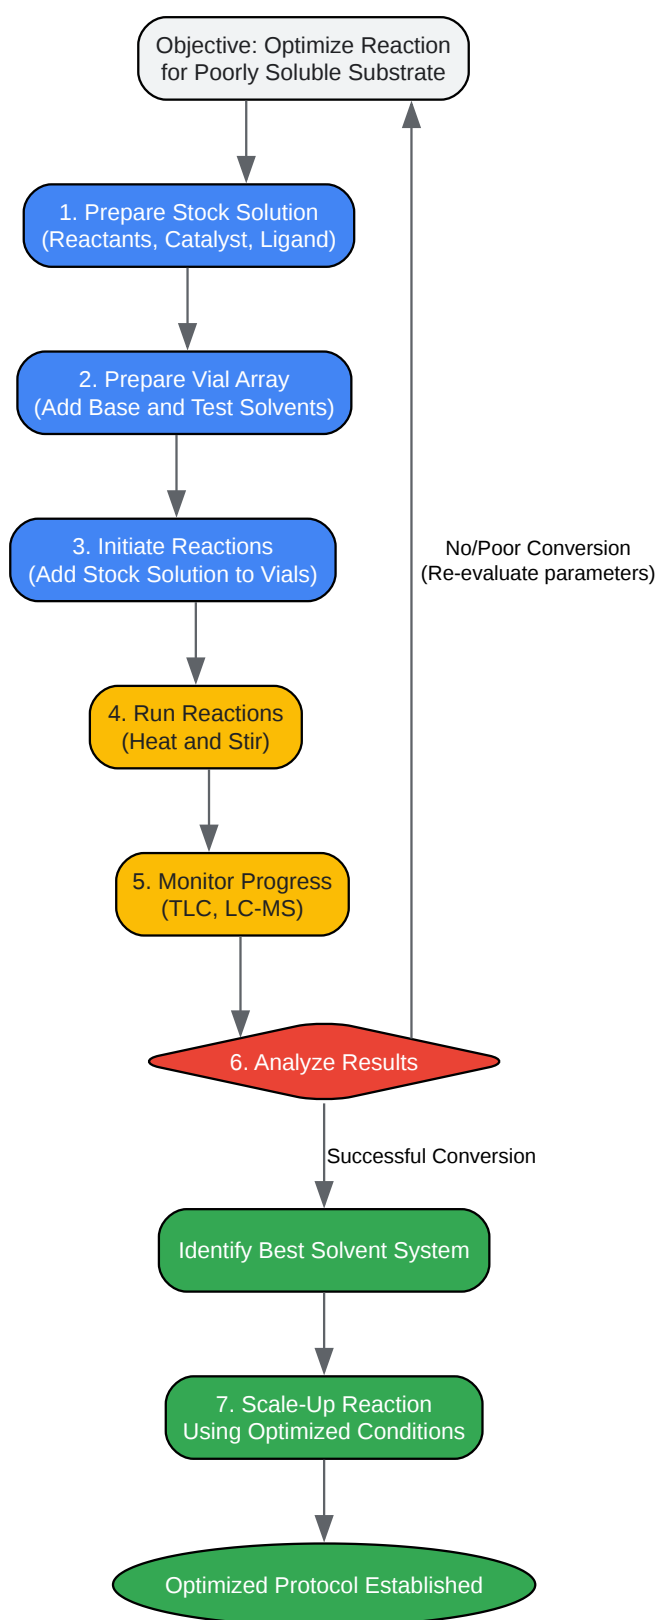 Objective: Optimize Reaction
for Poorly Soluble Substrate
1. Prepare Stock Solution
(Reactants, Catalyst, Ligand)
2. Prepare Vial Array
(Add Base and Test Solvents)
3. Initiate Reactions
(Add Stock Solution to Vials)
No/Poor Conversion
(Re-evaluate parameters)
4. Run Reactions
(Heat and Stir)
5. Monitor Progress
(TLC, LC-MS)
6. Analyze Results
Successful Conversion
Identify Best Solvent System
7. Scale-Up Reaction
Using Optimized Conditions
Optimized Protocol Established